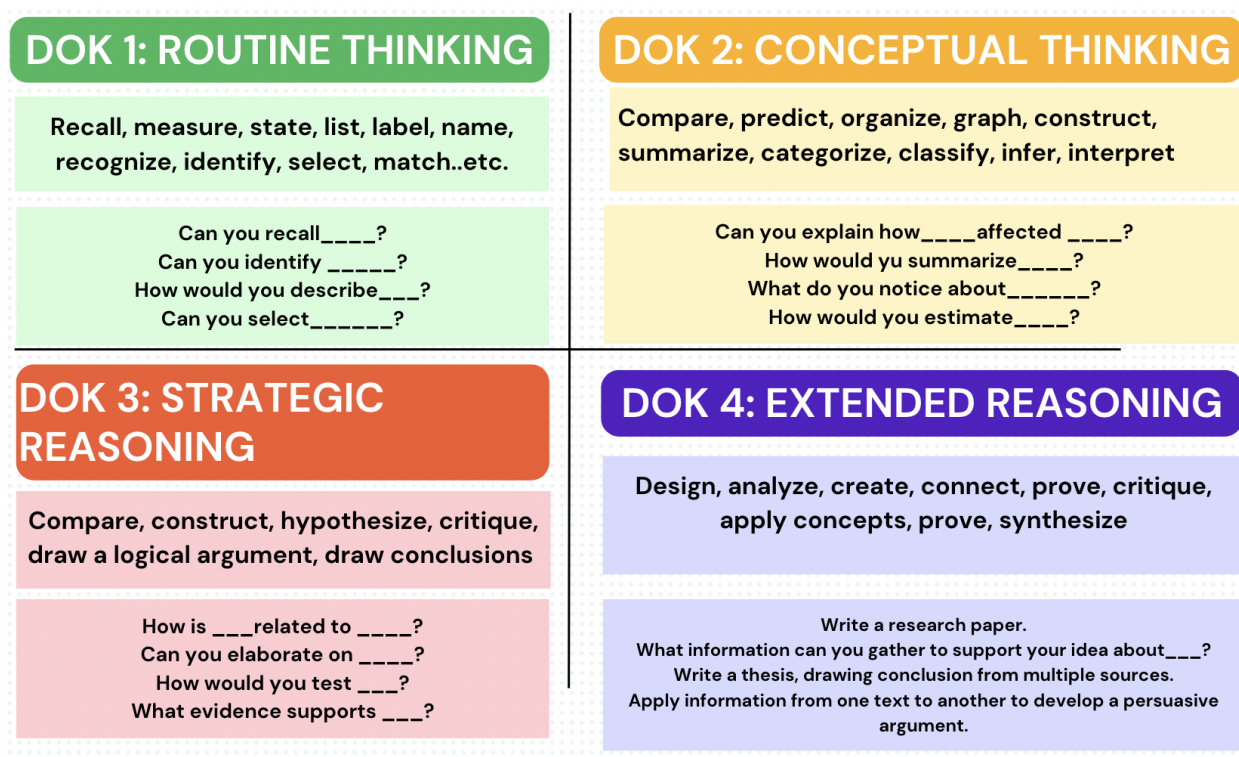 DOK 1: ROUTINE THINKING
Recall, measure, state, list, label, name,
recognize, identify, select, match..etc.
Can you recall____?
Can you identify _____?
How would you describe___?
Can you select______?
DOK 2: CONCEPTUAL THINKING
Compare, predict, organize, graph, construct,
summarize, categorize, classify, infer, interpret
Can you explain how____affected ____?
How would yu summarize____?
What do you notice about______?
How would you estimate____?
DOK 3: STRATEGIC
REASONING
Compare, construct, hypothesize, critique,
draw a logical argument, draw conclusions
How is ___related to ____?
Can you elaborate on ____?
How would you test ___?
What evidence supports ___?
DOK 4: EXTENDED REASONING
Design, analyze, create, connect, prove, critique,
apply concepts, prove, synthesize
Write a research paper.
What information can you gather to support your idea about___?
Write a thesis, drawing conclusion from multiple sources.
Apply information from one text to another to develop a persuasive
argument.